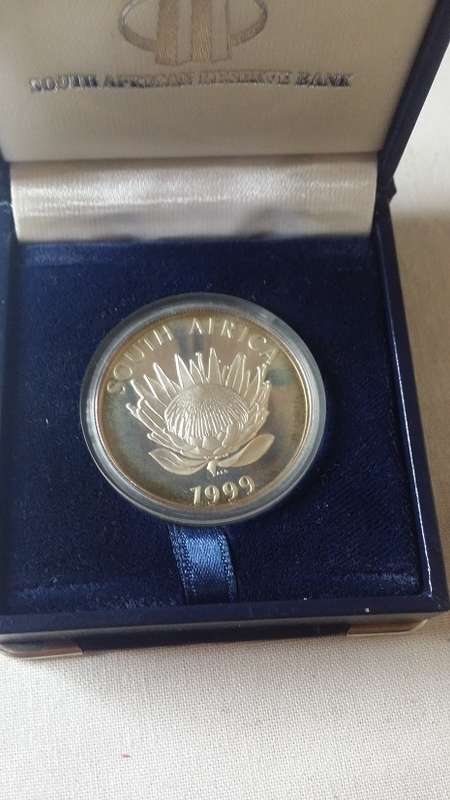 SOUTH AFRICAN RESERVE BANK
SOUTH AFRICA
1999